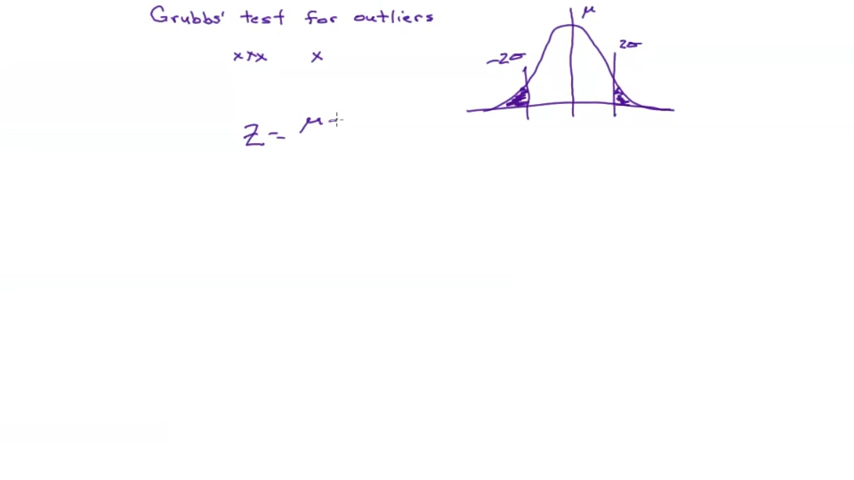 Grubbs' test for outliers
x x x x
μ
-2σ
2σ
Z = μ -